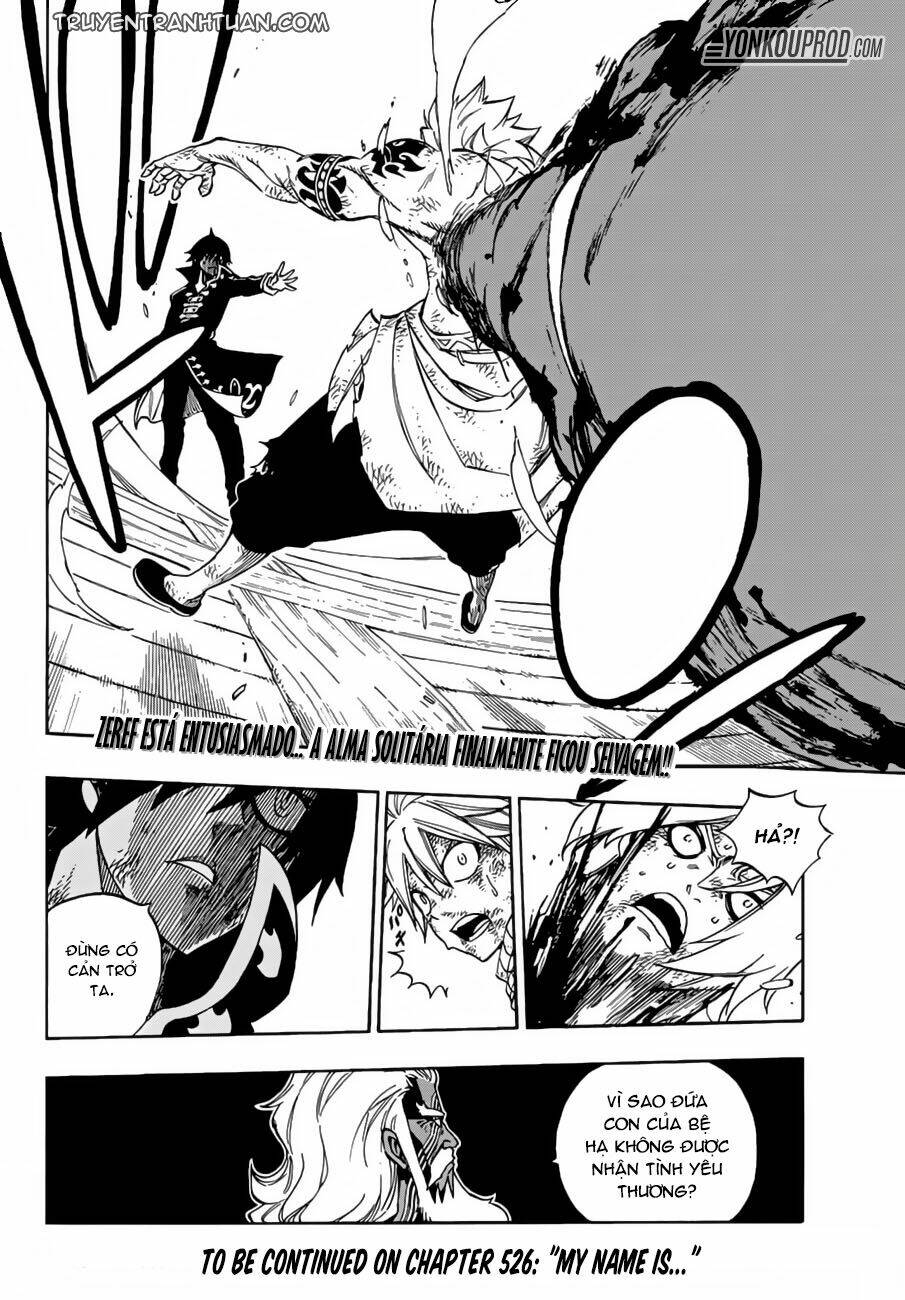 TRUYENTRANHTUAN.COM
YONKOUPROD.COM
ZEREF ESTÁ ENTUSIASMADO... A ALMA SOLITÁRIA FINALMENTE FICOU SELVAGEM!!
HẢ?!
ĐỪNG CÓ
CẢN TRỞ
TA.
VÌ SAO ĐỨA
CON CỦA BỆ
HẠ KHÔNG ĐƯỢC
NHẬN TÌNH YÊU
THƯƠNG?
TO BE CONTINUED ON CHAPTER 526: "MY NAME IS..."